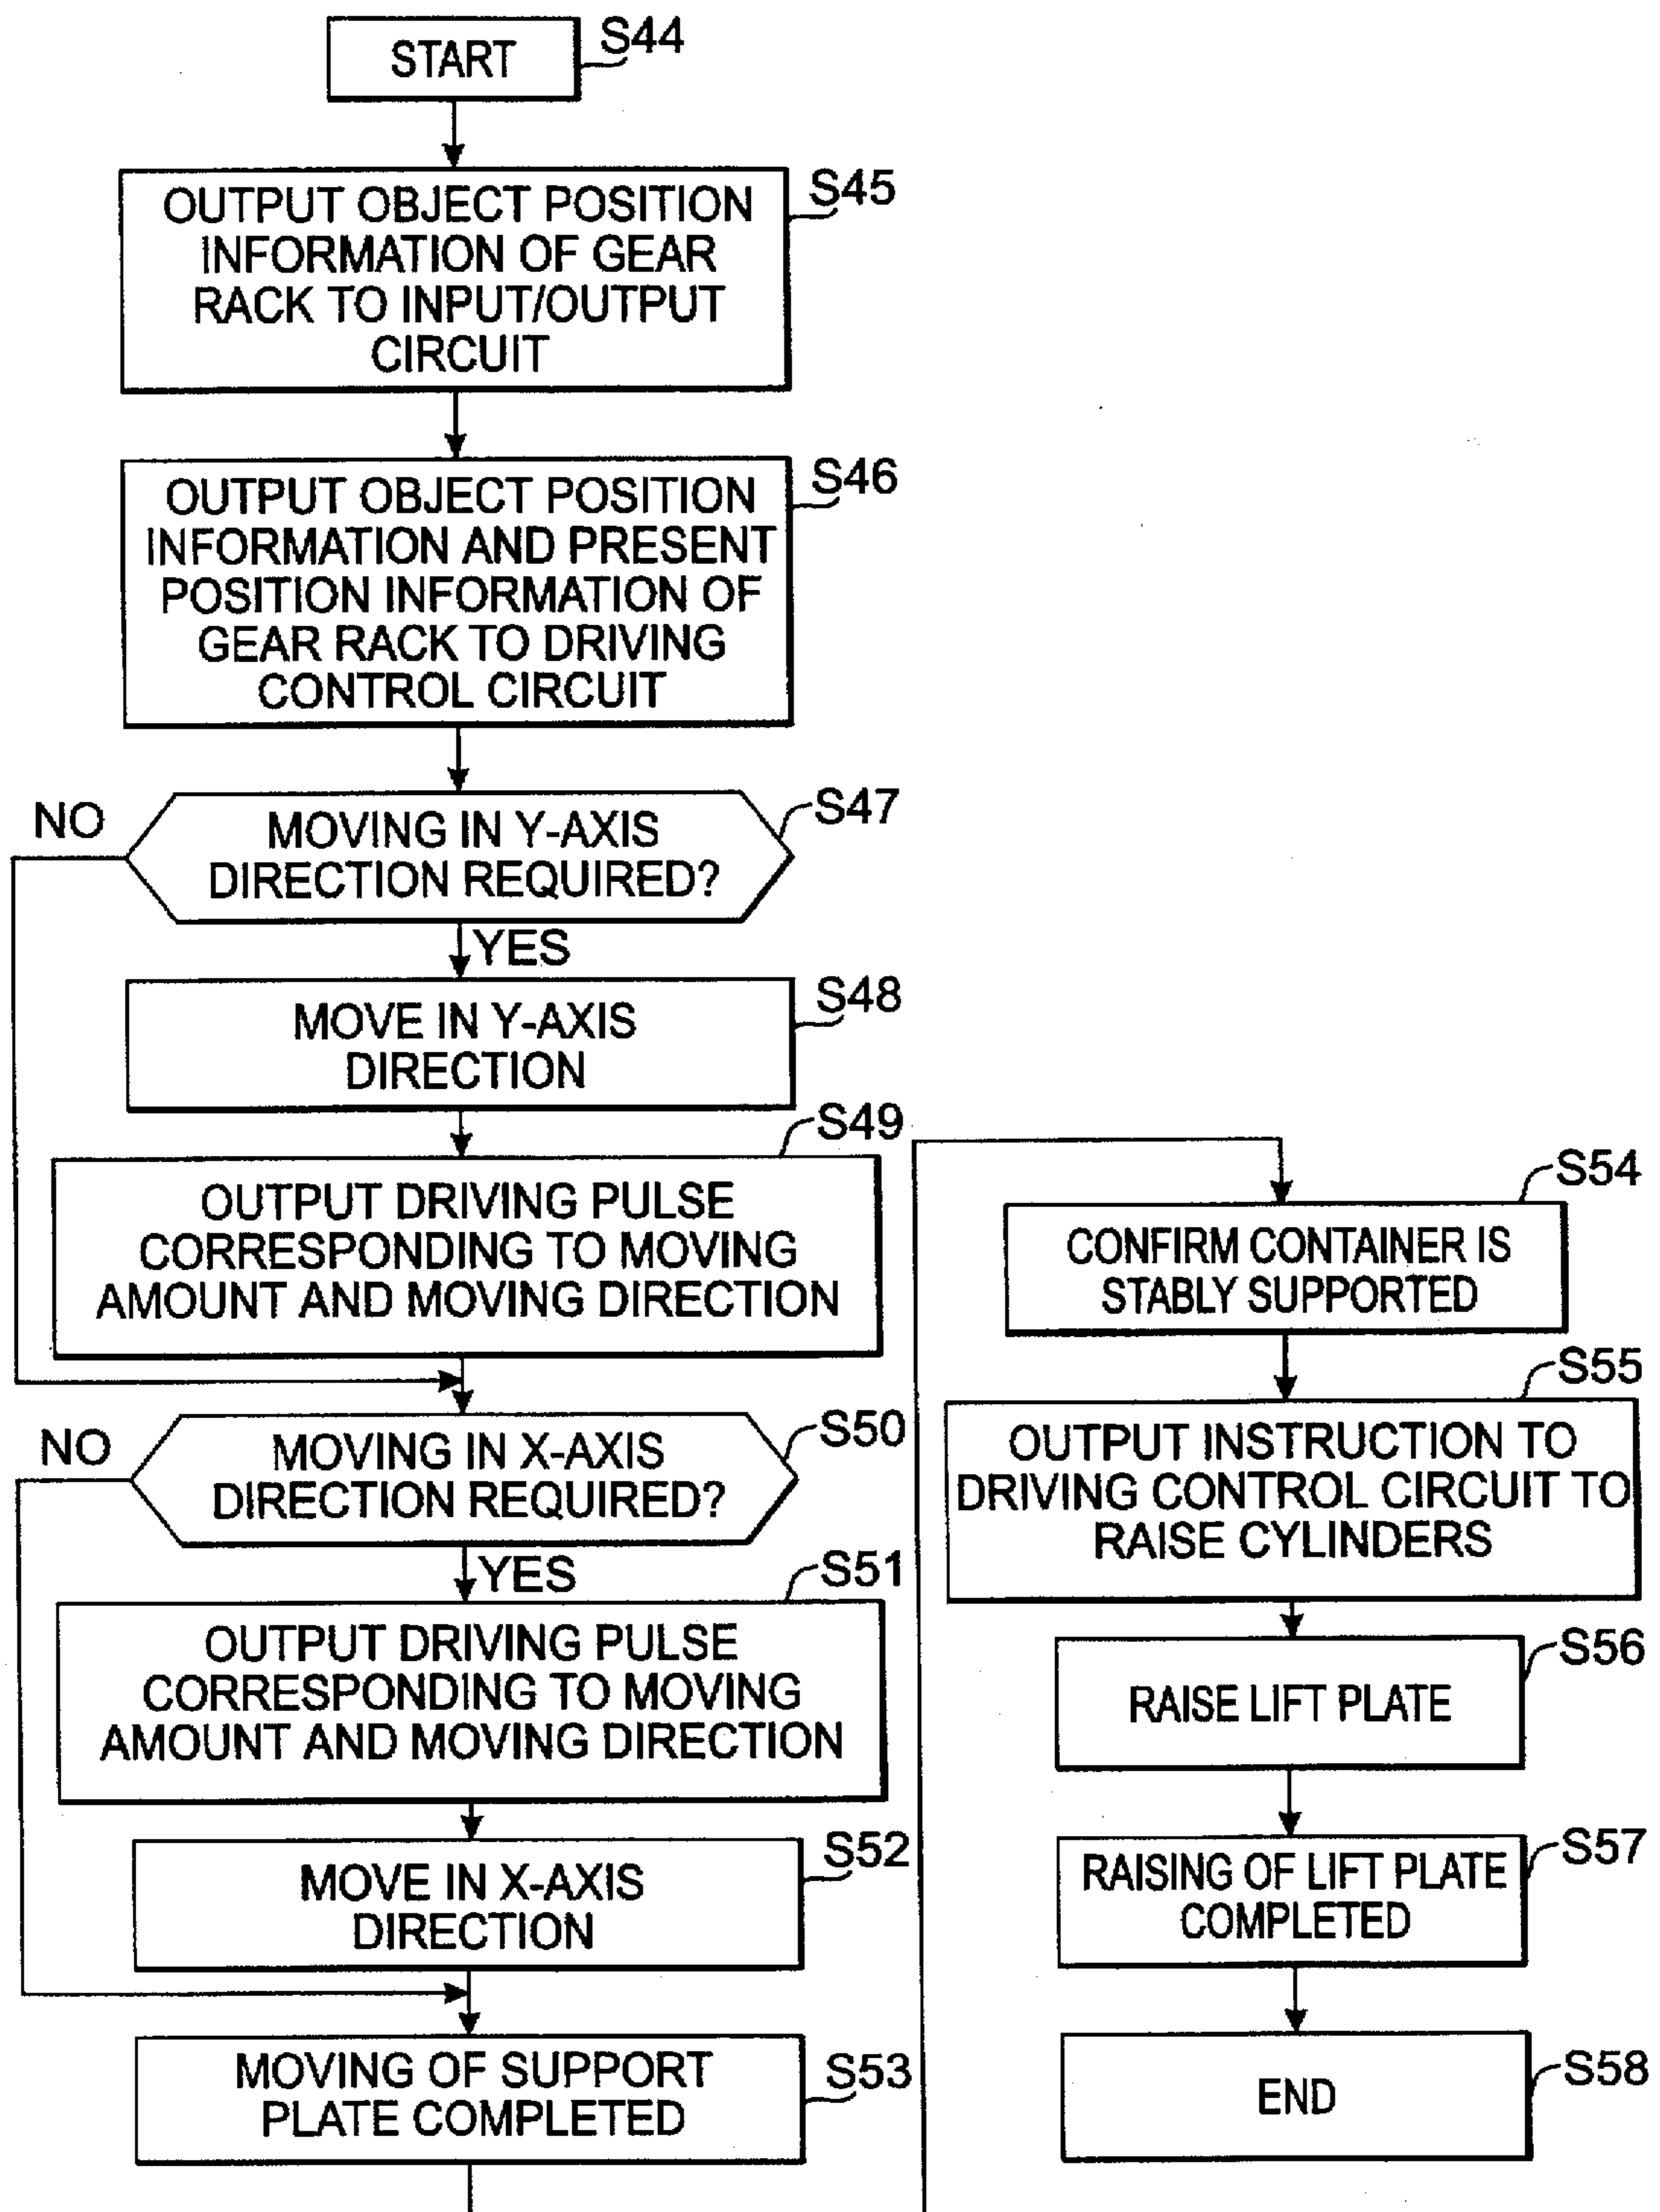 START
S44
OUTPUT OBJECT POSITION
INFORMATION OF GEAR
RACK TO INPUT/OUTPUT
CIRCUIT
S45
OUTPUT OBJECT POSITION
INFORMATION AND PRESENT
POSITION INFORMATION OF
GEAR RACK TO DRIVING
CONTROL CIRCUIT
S46
NO
MOVING IN Y-AXIS
DIRECTION REQUIRED?
S47
YES
MOVE IN Y-AXIS
DIRECTION
S48
S49
OUTPUT DRIVING PULSE
CORRESPONDING TO MOVING
AMOUNT AND MOVING DIRECTION
NO
MOVING IN X-AXIS
DIRECTION REQUIRED?
S50
YES
S51
OUTPUT DRIVING PULSE
CORRESPONDING TO MOVING
AMOUNT AND MOVING DIRECTION
MOVE IN X-AXIS
DIRECTION
S52
MOVING OF SUPPORT
PLATE COMPLETED
S53
S54
CONFIRM CONTAINER IS
STABLY SUPPORTED
S55
OUTPUT INSTRUCTION TO
DRIVING CONTROL CIRCUIT TO
RAISE CYLINDERS
S56
RAISE LIFT PLATE
S57
RAISING OF LIFT PLATE
COMPLETED
END
S58